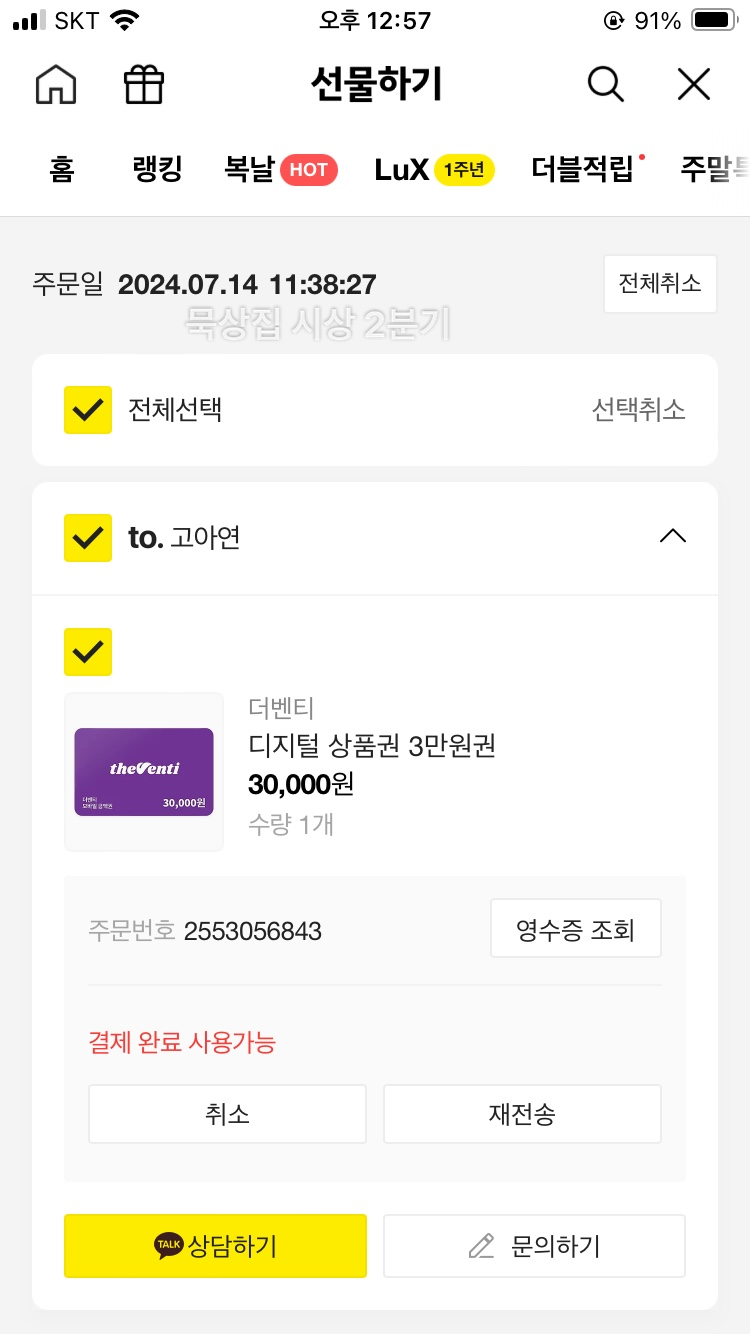 SKT 오후 12:57 91%
선물하기
홈 랭킹 복날 HOT LuX 1주년 더블적립 주말특
주문일 2024.07.14 11:38:27 전체취소
묵상집 시상 2분기
전체선택 선택취소
to. 고아연
더벤티
디지털 상품권 3만원권
30,000원
수량 1개
theVenti
더벤티
모바일 금액권 30,000원
주문번호 2553056843 영수증 조회
결제 완료 사용가능
취소 재전송
TALK 상담하기 문의하기